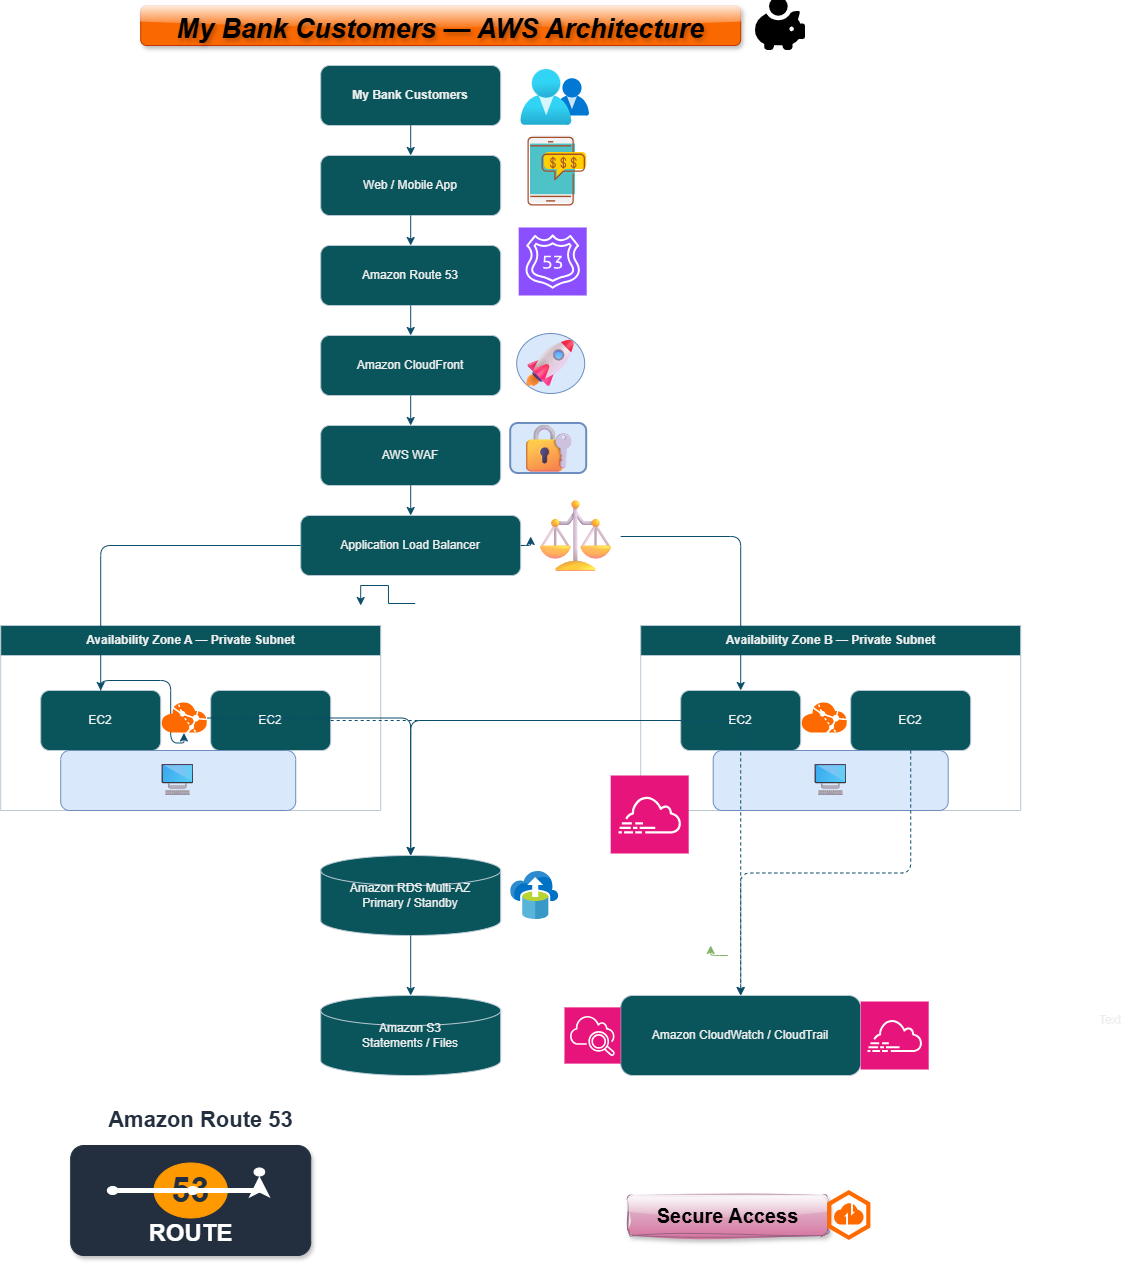 My Bank Customers — AWS Architecture
My Bank Customers
Web / Mobile App
$ $ $
Amazon Route 53
53
Amazon CloudFront
AWS WAF
Application Load Balancer
Availability Zone A — Private Subnet
Availability Zone B — Private Subnet
EC2
EC2
EC2
EC2
Amazon RDS Multi-AZ
Primary / Standby
Amazon S3
Statements / Files
Amazon CloudWatch / CloudTrail
Text
Amazon Route 53
53
ROUTE
Secure Access